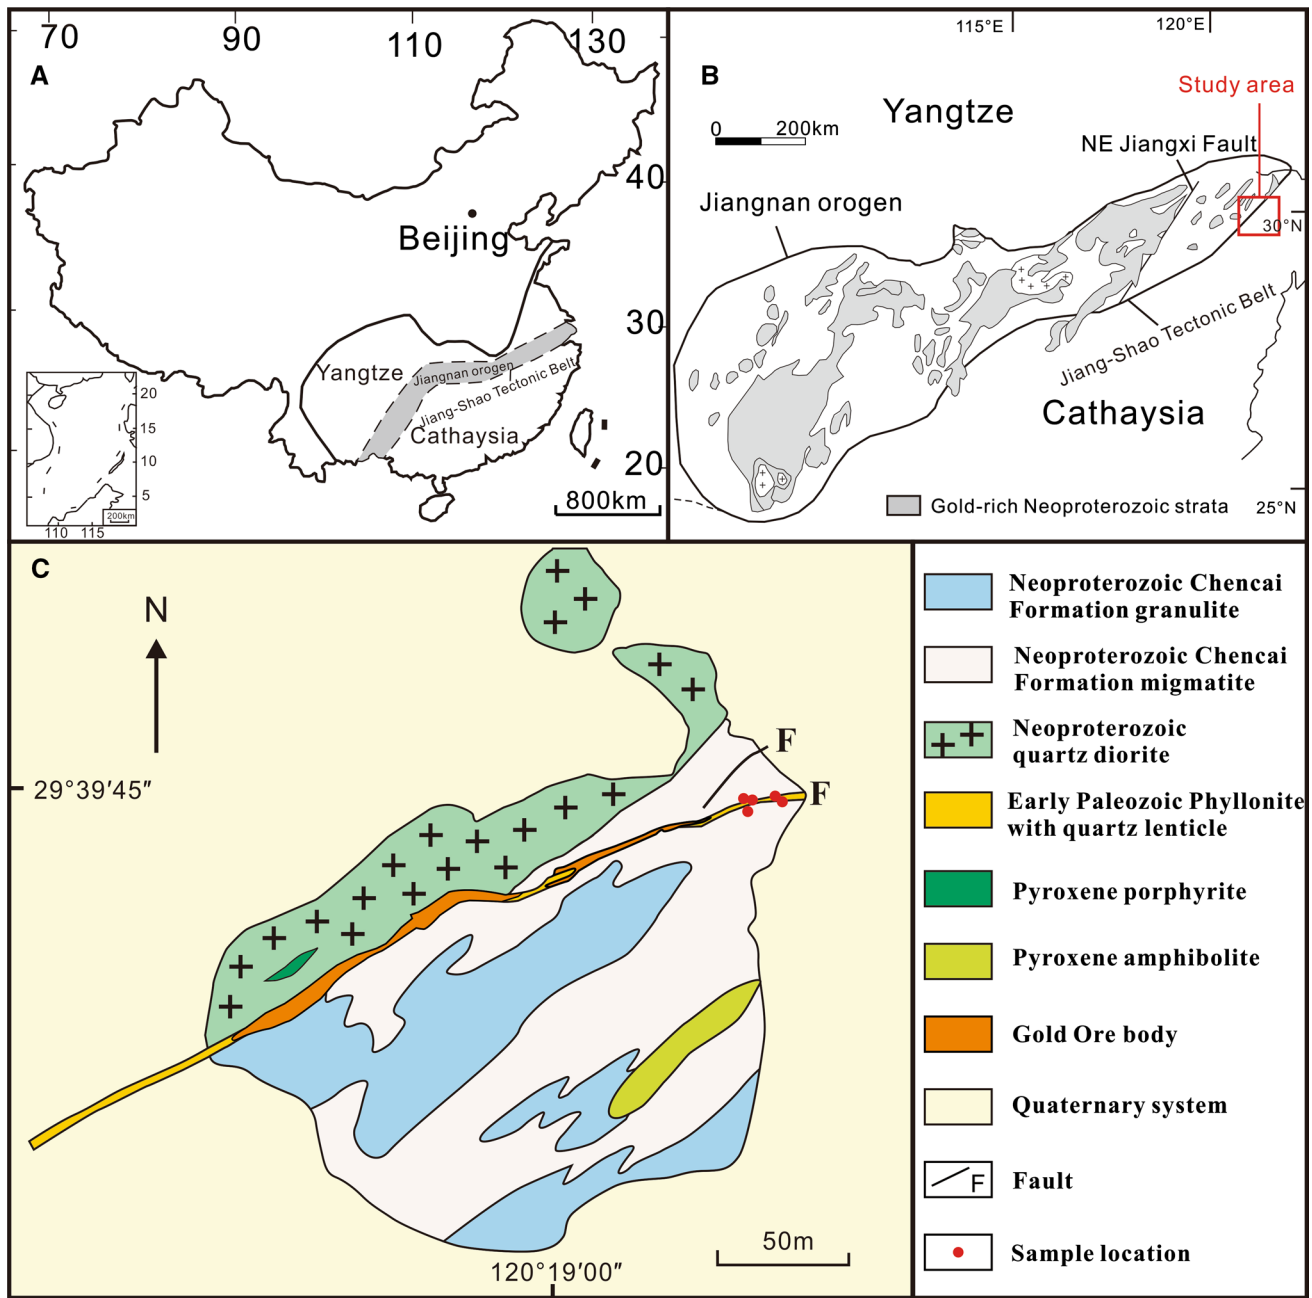 70 90 110 130
A
40
Beijing
30
Yangtze
Jiangnan orogen
Jiang-Shao Tectonic Belt
Cathaysia
20
800km
20
15
10
5
200km
110 115
115°E 120°E
B
Study area
Yangtze
0 200km
NE Jiangxi Fault
Jiangnan orogen
30°N
Jiang-Shao Tectonic Belt
Cathaysia
Gold-rich Neoproterozoic strata
25°N
C
N
F
29°39′45″
F
50m
120°19′00″
Neoproterozoic Chencai
Formation granulite
Neoproterozoic Chencai
Formation migmatite
Neoproterozoic
quartz diorite
Early Paleozoic Phyllonite
with quartz lenticle
Pyroxene porphyrite
Pyroxene amphibolite
Gold Ore body
Quaternary system
F
Fault
Sample location